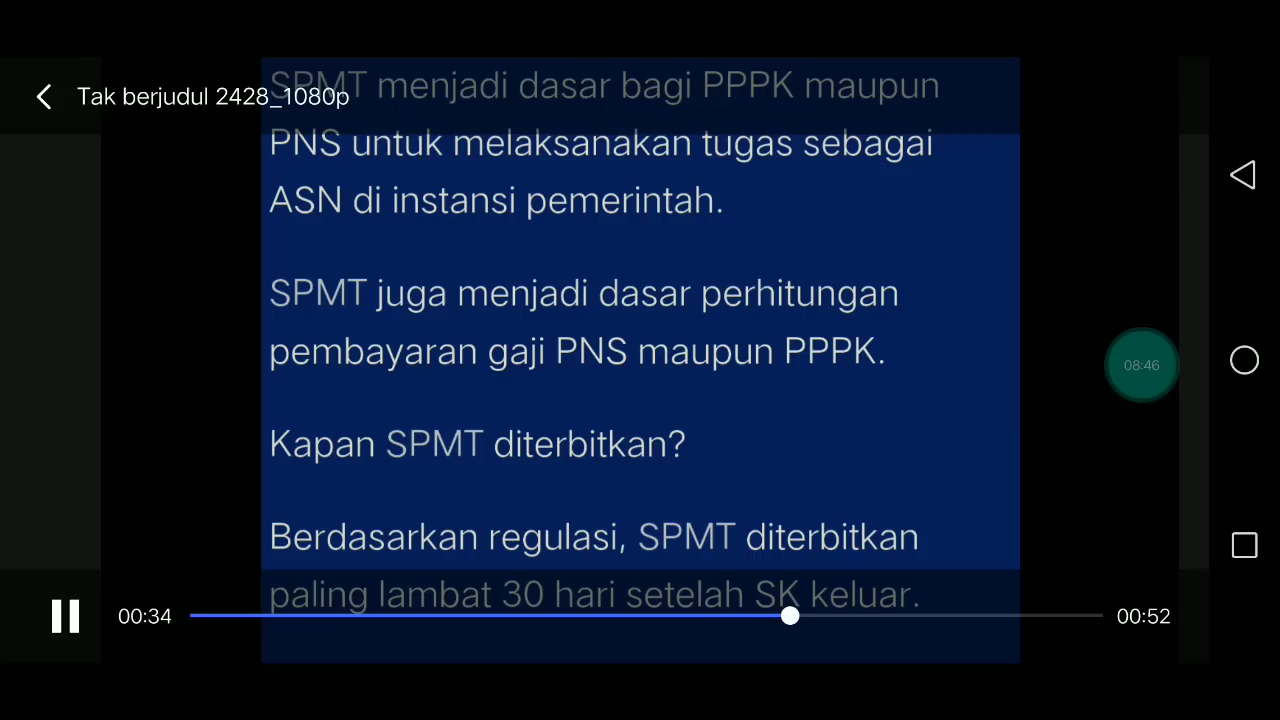 SPMT menjadi dasar bagi PPPK maupun
Tak berjudul 2428_1080p
PNS untuk melaksanakan tugas sebagai
ASN di instansi pemerintah.
SPMT juga menjadi dasar perhitungan
pembayaran gaji PNS maupun PPPK.
08:46
Kapan SPMT diterbitkan?
Berdasarkan regulasi, SPMT diterbitkan
paling lambat 30 hari setelah SK keluar.
00:34
00:52